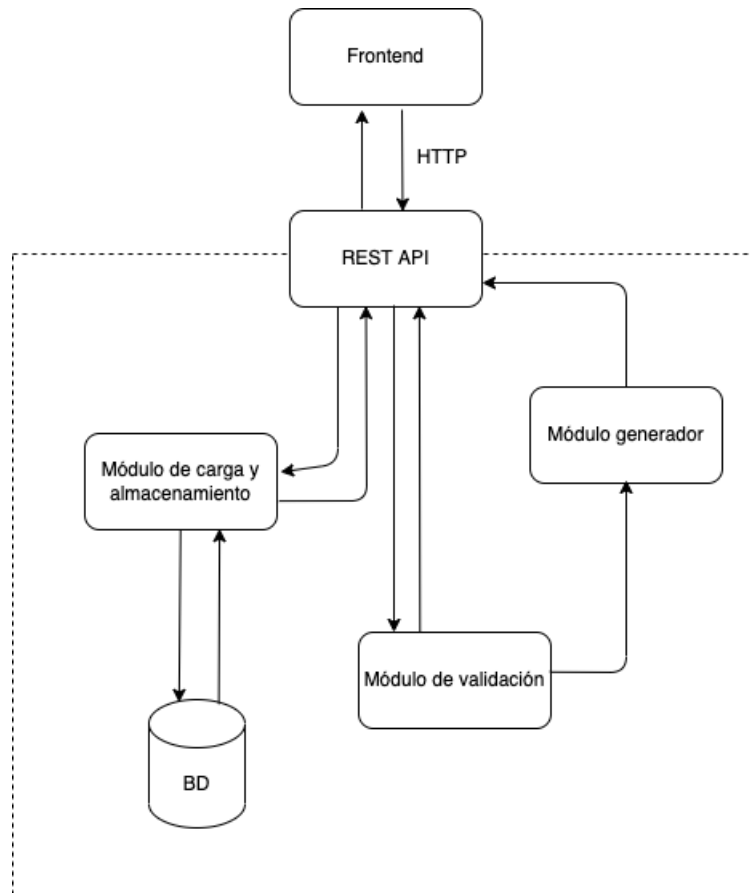 Frontend
HTTP
REST API
Módulo generador
Módulo de carga y
almacenamiento
Módulo de validación
BD